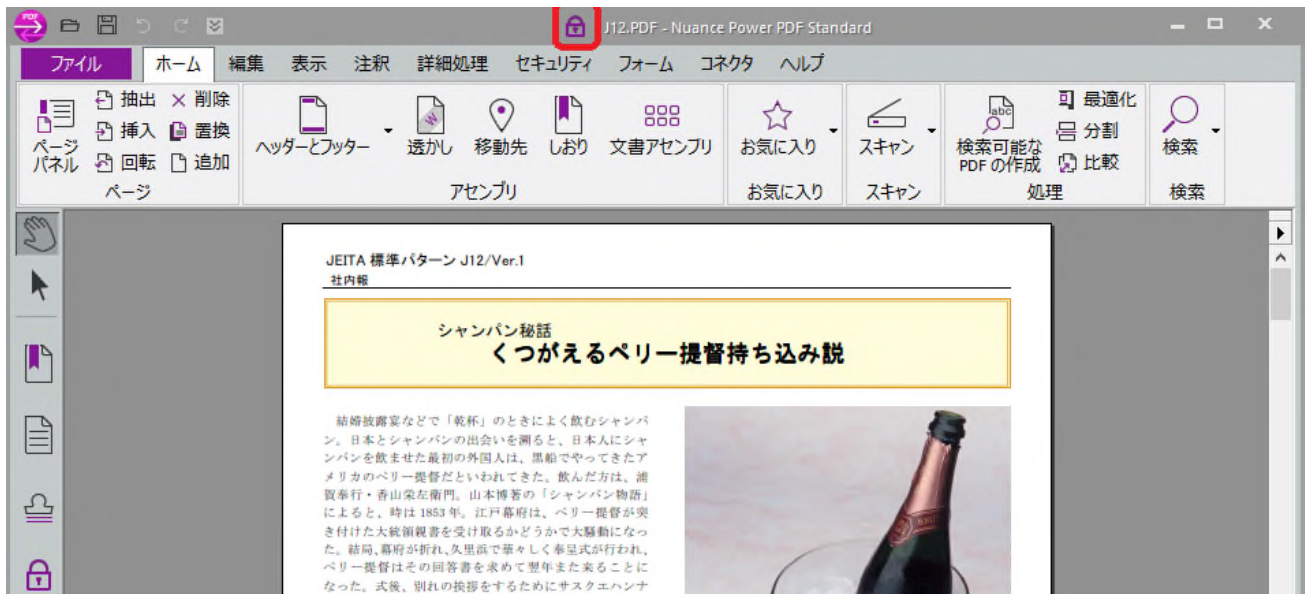 PDF
J12.PDF - Nuance Power PDF Standard
ファイル ホーム 編集 表示 注釈 詳細処理 セキュリティ フォーム コネクタ ヘルプ
ページパネル
抽出 削除
挿入 置換
回転 追加
ヘッダーとフッター 透かし 移動先 しおり 文書アセンブリ
お気に入り
スキャン
abc
検索可能な
PDF の作成
最適化
分割
比較
検索
ページ アセンブリ お気に入り スキャン 処理 検索
JEITA 標準パターン J12/Ver.1
社内報
シャンパン秘話
くつがえるペリー提督持ち込み説
結婚披露宴などで「乾杯」のときによく飲むシャンパ
ン。日本とシャンパンの出会いを溯ると、日本人にシャ
ンパンを飲ませた最初の外国人は、黒船でやってきたア
メリカのペリー提督だといわれてきた。飲んだ方は、浦
賀奉行・香山栄左衛門。山本博著の「シャンパン物語」
によると、時は 1853 年。江戸幕府は、ペリー提督が突
き付けた大統領親書を受け取るかどうかで大騒動になっ
た。結局、幕府が折れ、久里浜で華々しく奉呈式が行われ、
ペリー提督はその回答書を求めて翌年また来ることに
なった。式後、別れの挨拶をするためにサスクエハンナ